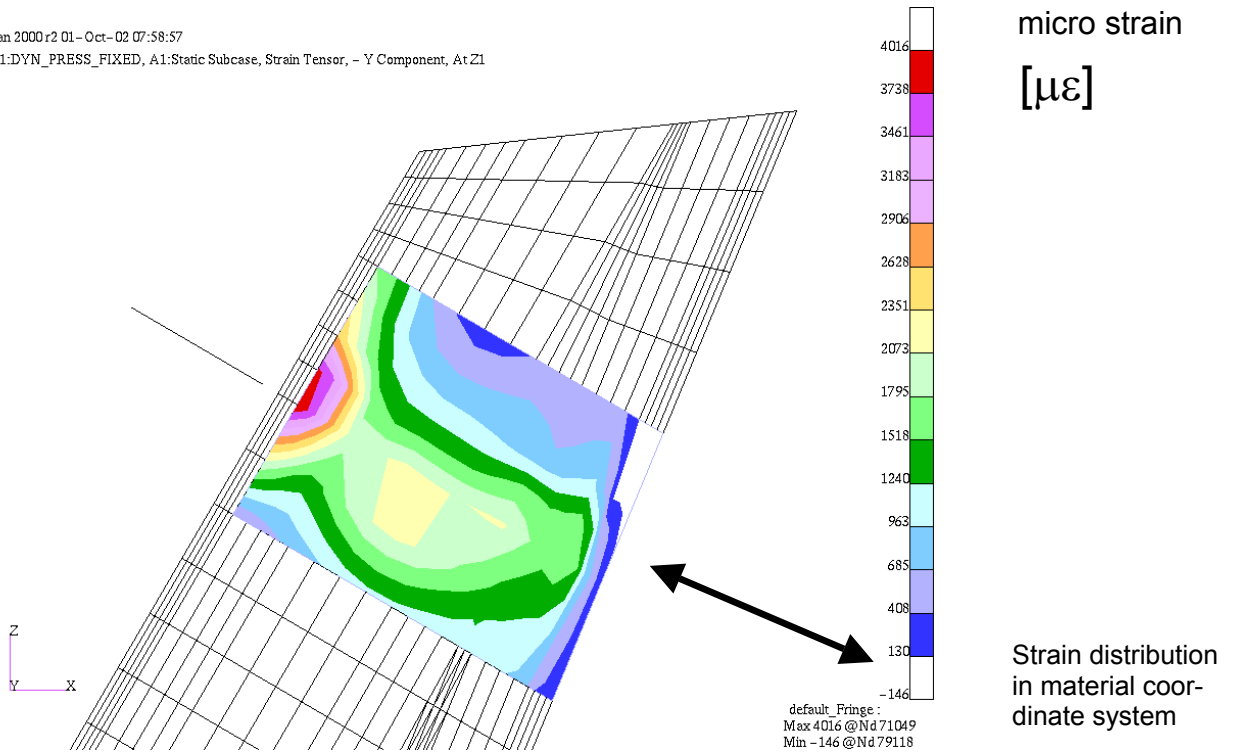 an 2000 r2 01-Oct-02 07:58:57
1:DYN_PRESS_FIXED, A1:Static Subcase, Strain Tensor, - Y Component, At Z1
micro strain
[με]
4016
3738
3461
3183
2906
2628
2351
2073
1795
1518
1240
963
685
408
130
-146
default_Fringe :
Max 4016 @Nd 71049
Min -146 @Nd 79118
Z
Y
X
Strain distribution
in material coor-
dinate system